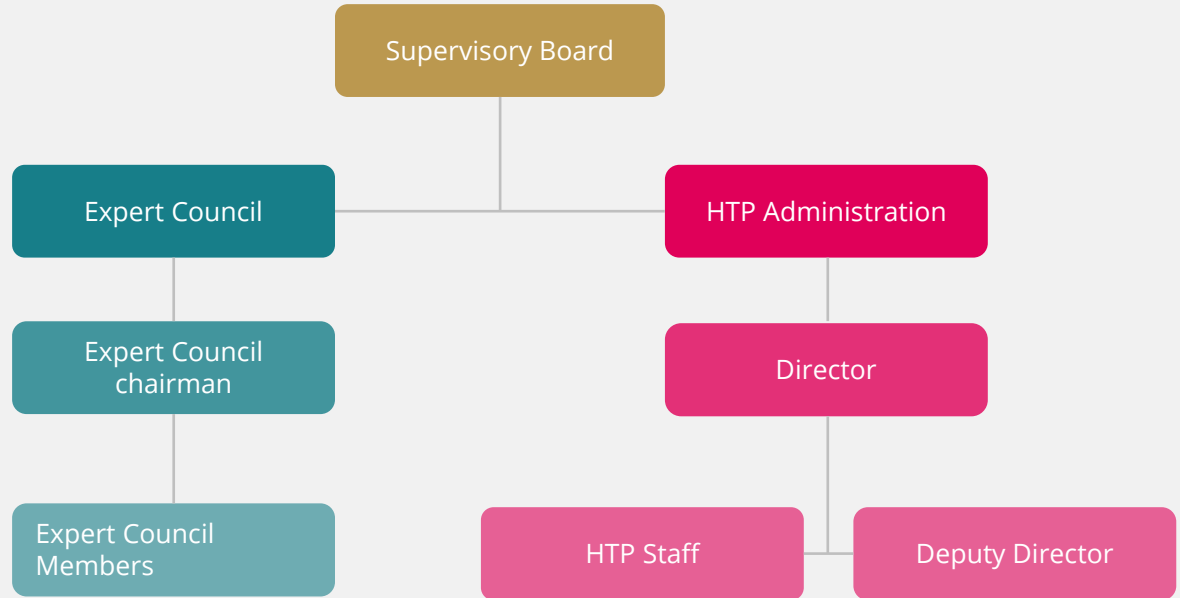 Supervisory Board
Expert Council
HTP Administration
Expert Council
chairman
Director
Expert Council
Members
HTP Staff
Deputy Director